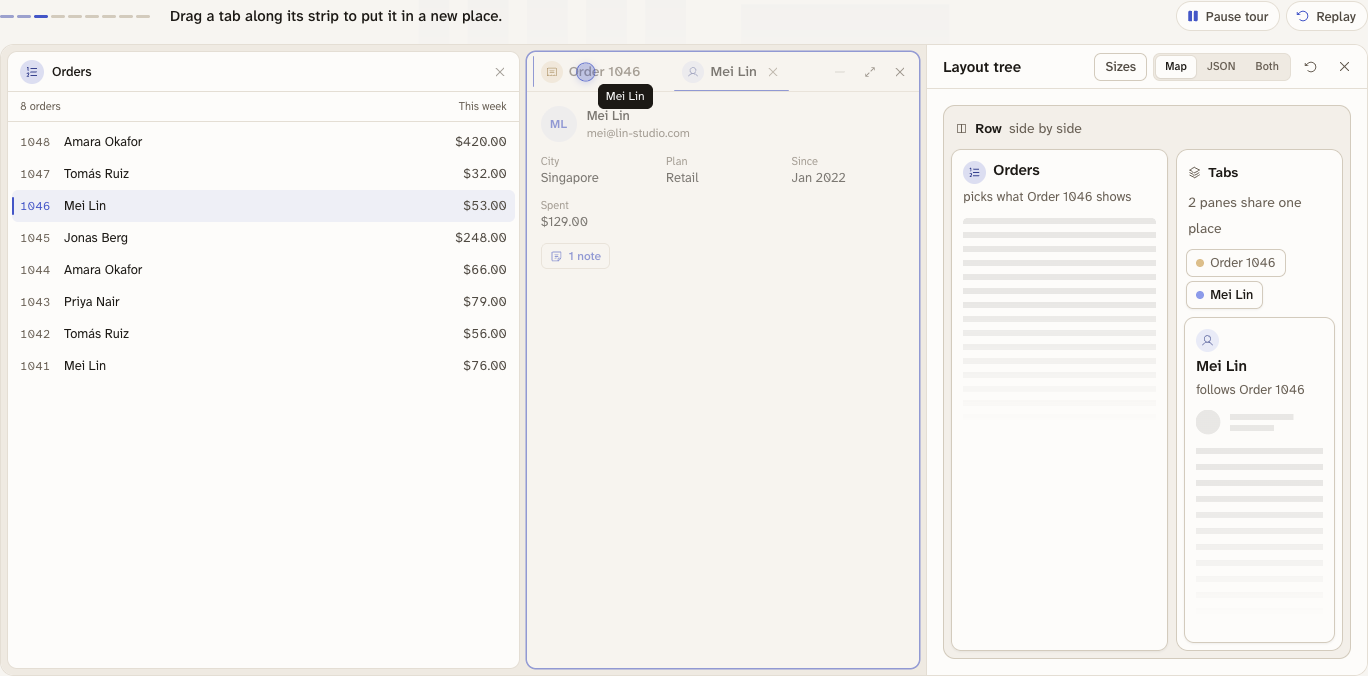 Drag a tab along its strip to put it in a new place.
Pause tour
Replay
Orders
8 orders
This week
1048 Amara Okafor $420.00
1047 Tomás Ruiz $32.00
1046 Mei Lin $53.00
1045 Jonas Berg $248.00
1044 Amara Okafor $66.00
1043 Priya Nair $79.00
1042 Tomás Ruiz $56.00
1041 Mei Lin $76.00
Order 1046
Mei Lin
Mei Lin
ML
Mei Lin
mei@lin-studio.com
City
Singapore
Plan
Retail
Since
Jan 2022
Spent
$129.00
1 note
Layout tree
Sizes
Map
JSON
Both
Row side by side
Orders
picks what Order 1046 shows
Tabs
2 panes share one
place
Order 1046
Mei Lin
Mei Lin
follows Order 1046